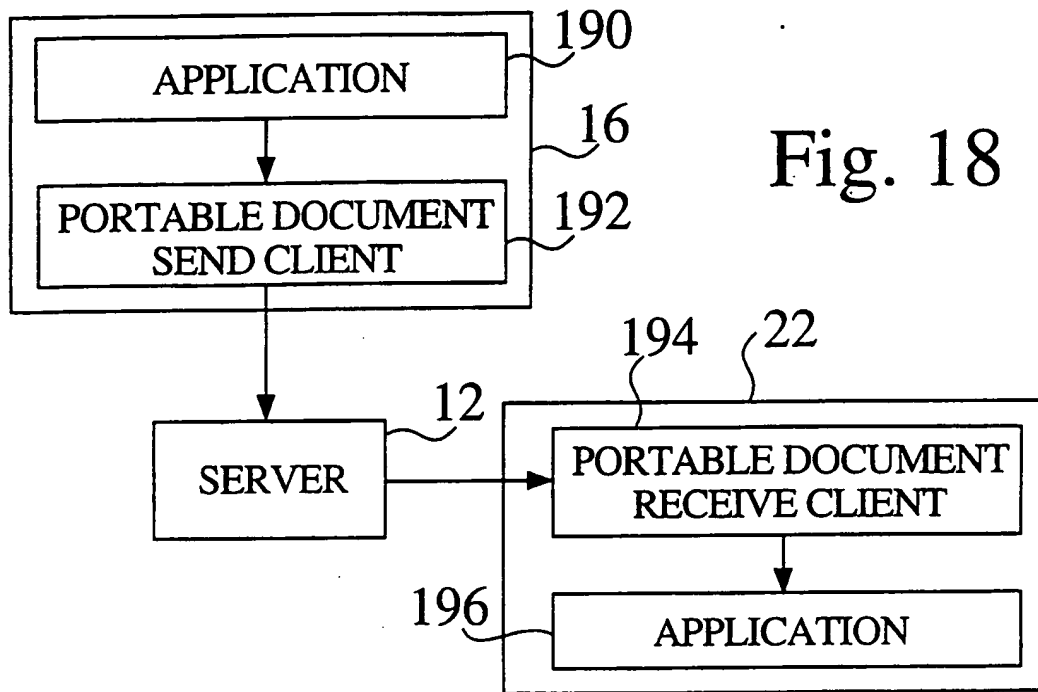 190
APPLICATION
16
Fig. 18
PORTABLE DOCUMENT
SEND CLIENT
192
194
22
12
SERVER
PORTABLE DOCUMENT
RECEIVE CLIENT
196
APPLICATION